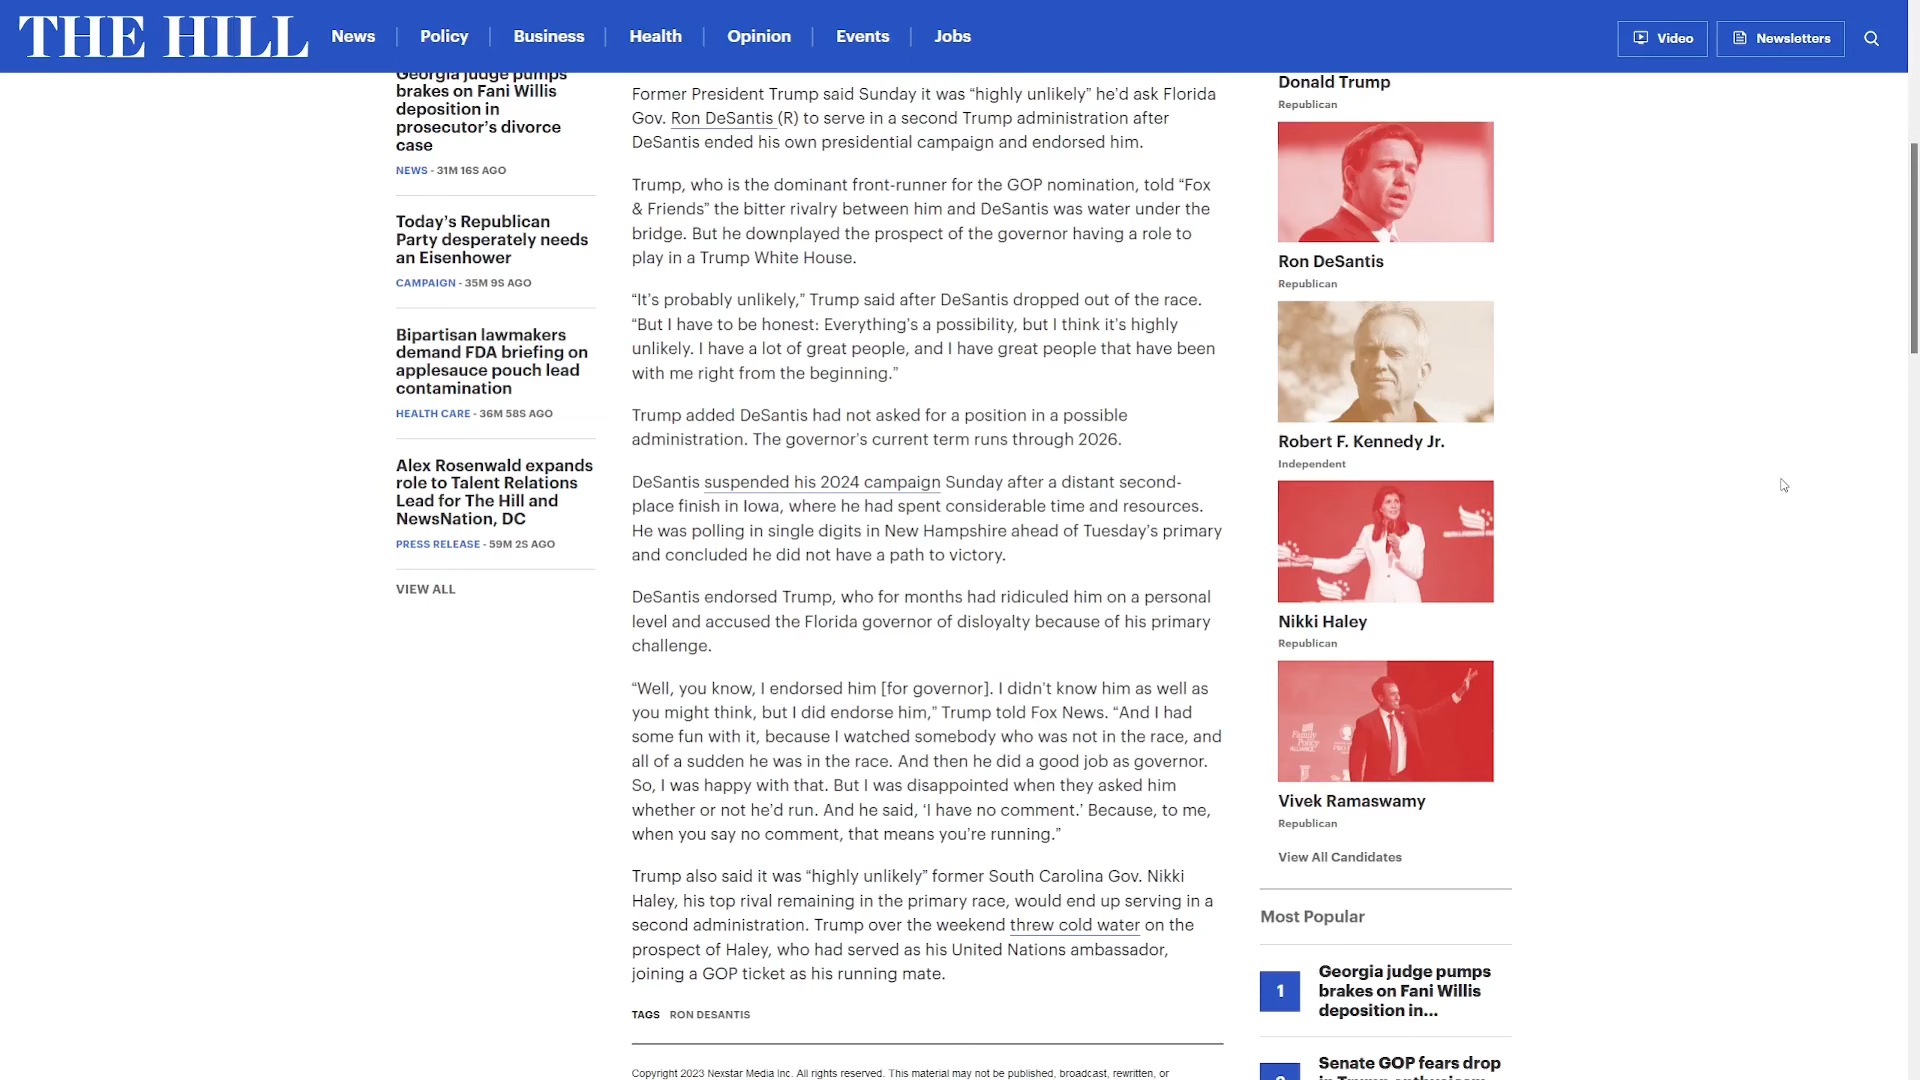 THE HILL
News
Policy
Business
Health
Opinion
Events
Jobs
Video
Newsletters
Georgia judge pumps
brakes on Fani Willis
deposition in
prosecutor’s divorce
case
NEWS - 31M 16S AGO
Today’s Republican
Party desperately needs
an Eisenhower
CAMPAIGN - 35M 9S AGO
Bipartisan lawmakers
demand FDA briefing on
applesauce pouch lead
contamination
HEALTH CARE - 36M 58S AGO
Alex Rosenwald expands
role to Talent Relations
Lead for The Hill and
NewsNation, DC
PRESS RELEASE - 59M 2S AGO
VIEW ALL
Former President Trump said Sunday it was “highly unlikely” he’d ask Florida
Gov. Ron DeSantis (R) to serve in a second Trump administration after
DeSantis ended his own presidential campaign and endorsed him.
Trump, who is the dominant front-runner for the GOP nomination, told “Fox
& Friends” the bitter rivalry between him and DeSantis was water under the
bridge. But he downplayed the prospect of the governor having a role to
play in a Trump White House.
“It’s probably unlikely,” Trump said after DeSantis dropped out of the race.
“But I have to be honest: Everything’s a possibility, but I think it’s highly
unlikely. I have a lot of great people, and I have great people that have been
with me right from the beginning.”
Trump added DeSantis had not asked for a position in a possible
administration. The governor’s current term runs through 2026.
DeSantis suspended his 2024 campaign Sunday after a distant second-
place finish in Iowa, where he had spent considerable time and resources.
He was polling in single digits in New Hampshire ahead of Tuesday’s primary
and concluded he did not have a path to victory.
DeSantis endorsed Trump, who for months had ridiculed him on a personal
level and accused the Florida governor of disloyalty because of his primary
challenge.
“Well, you know, I endorsed him [for governor]. I didn’t know him as well as
you might think, but I did endorse him,” Trump told Fox News. “And I had
some fun with it, because I watched somebody who was not in the race, and
all of a sudden he was in the race. And then he did a good job as governor.
So, I was happy with that. But I was disappointed when they asked him
whether or not he’d run. And he said, ‘I have no comment.’ Because, to me,
when you say no comment, that means you’re running.”
Trump also said it was “highly unlikely” former South Carolina Gov. Nikki
Haley, his top rival remaining in the primary race, would end up serving in a
second administration. Trump over the weekend threw cold water on the
prospect of Haley, who had served as his United Nations ambassador,
joining a GOP ticket as his running mate.
TAGS RON DESANTIS
Copyright 2023 Nexstar Media Inc. All rights reserved. This material may not be published, broadcast, rewritten, or
Donald Trump
Republican
Ron DeSantis
Republican
Robert F. Kennedy Jr.
Independent
Nikki Haley
Republican
Family
Policy
ALLIANCE
Vivek Ramaswamy
Republican
View All Candidates
Most Popular
1
Georgia judge pumps
brakes on Fani Willis
deposition in...
Senate GOP fears drop
in Trump enthusiasm